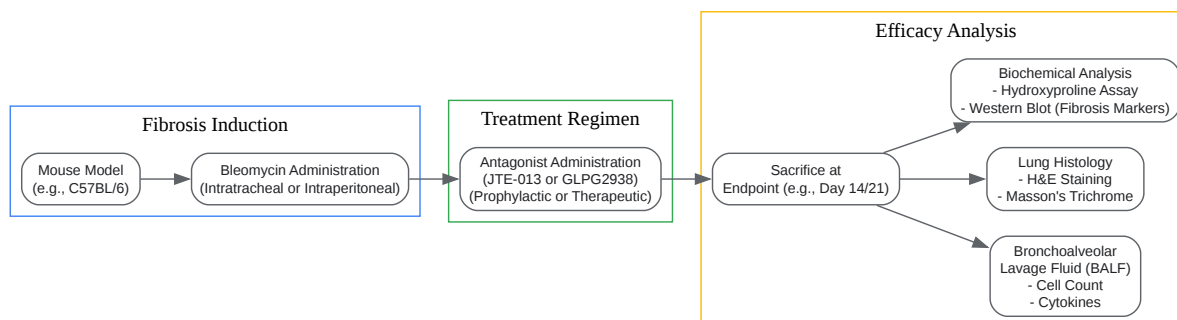 Fibrosis Induction
Mouse Model
(e.g., C57BL/6)
Bleomycin Administration
(Intratracheal or Intraperitoneal)
Treatment Regimen
Antagonist Administration
(JTE-013 or GLPG2938)
(Prophylactic or Therapeutic)
Efficacy Analysis
Sacrifice at
Endpoint (e.g., Day 14/21)
Biochemical Analysis
- Hydroxyproline Assay
- Western Blot (Fibrosis Markers)
Lung Histology
- H&E Staining
- Masson's Trichrome
Bronchoalveolar
Lavage Fluid (BALF)
- Cell Count
- Cytokines